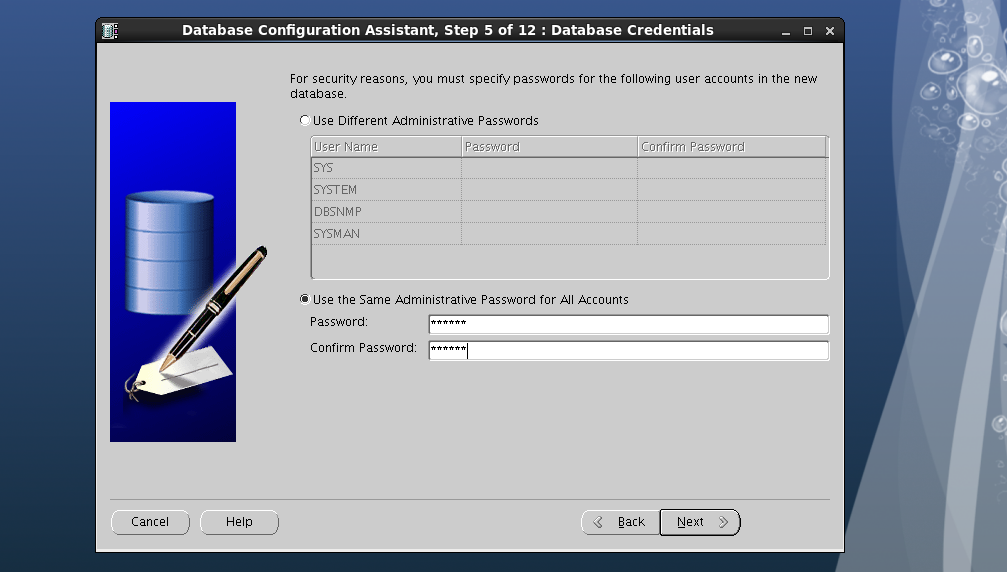 Database Configuration Assistant, Step 5 of 12 : Database Credentials
For security reasons, you must specify passwords for the following user accounts in the new
database.
Use Different Administrative Passwords
User Name Password Confirm Password
SYS
SYSTEM
DBSNMP
SYSMAN
Use the Same Administrative Password for All Accounts
Password: ******
Confirm Password: ******
Cancel Help Back Next